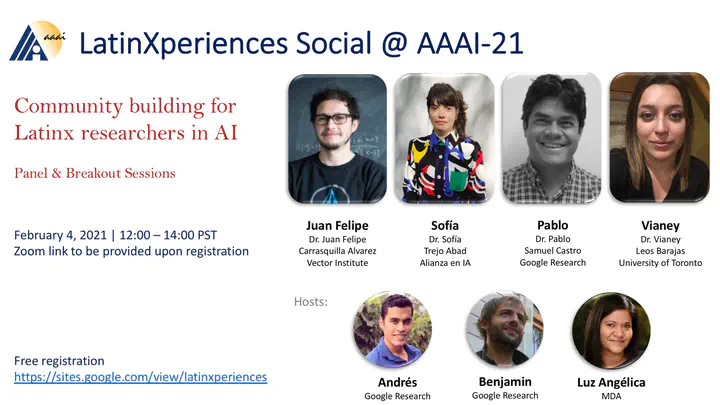 aaai
LatinXperiences Social @ AAAI-21
Community building for
Latinx researchers in AI
Panel & Breakout Sessions
February 4, 2021 | 12:00 – 14:00 PST
Zoom link to be provided upon registration
Free registration
https://sites.google.com/view/latinxperiences
Juan Felipe
Dr. Juan Felipe
Carrasquilla Alvarez
Vector Institute
Sofía
Dr. Sofía
Trejo Abad
Alianza en IA
Pablo
Dr. Pablo
Samuel Castro
Google Research
Vianey
Dr. Vianey
Leos Barajas
University of Toronto
Hosts:
Andrés
Google Research
Benjamin
Google Research
Luz Angélica
MDA